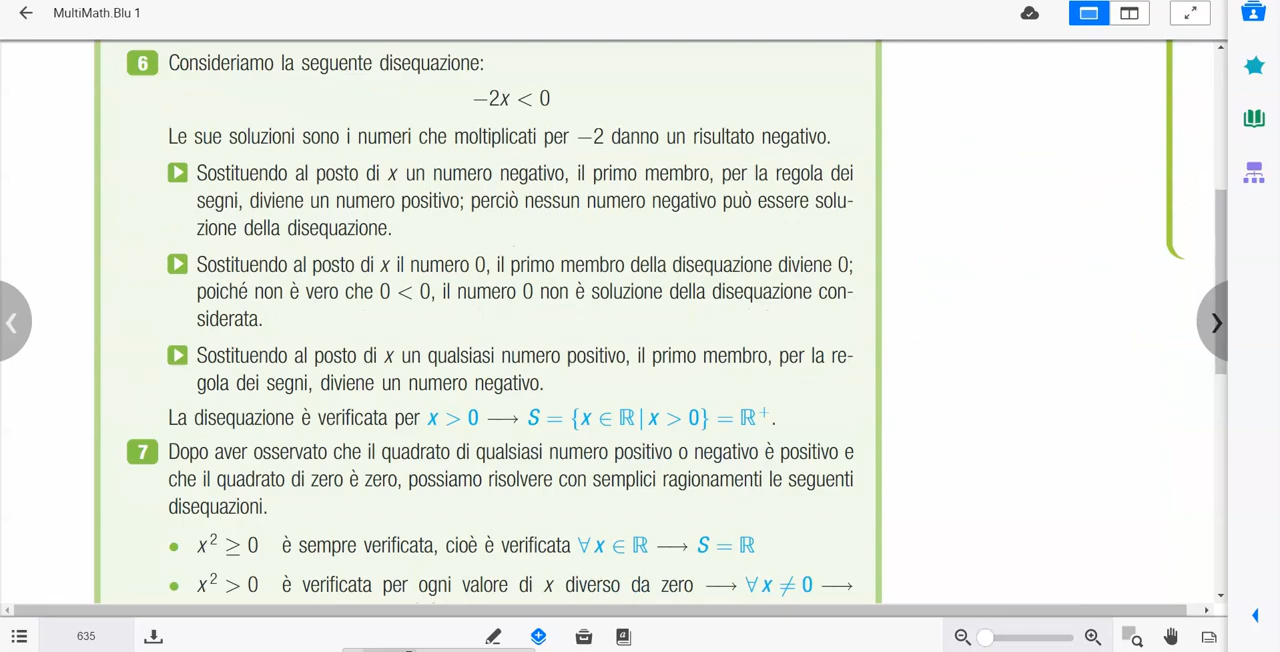 MultiMath.Blu 1
6 Consideriamo la seguente disequazione:
−2x < 0
Le sue soluzioni sono i numeri che moltiplicati per −2 danno un risultato negativo.
Sostituendo al posto di x un numero negativo, il primo membro, per la regola dei
segni, diviene un numero positivo; perciò nessun numero negativo può essere solu-
zione della disequazione.
Sostituendo al posto di x il numero 0, il primo membro della disequazione diviene 0;
poiché non è vero che 0 < 0, il numero 0 non è soluzione della disequazione con-
siderata.
Sostituendo al posto di x un qualsiasi numero positivo, il primo membro, per la re-
gola dei segni, diviene un numero negativo.
La disequazione è verificata per x > 0 ⟶ S = {x ∈ ℝ | x > 0} = ℝ⁺.
7 Dopo aver osservato che il quadrato di qualsiasi numero positivo o negativo è positivo e
che il quadrato di zero è zero, possiamo risolvere con semplici ragionamenti le seguenti
disequazioni.
• x² ≥ 0 è sempre verificata, cioè è verificata ∀ x ∈ ℝ ⟶ S = ℝ
• x² > 0 è verificata per ogni valore di x diverso da zero ⟶ ∀ x ≠ 0 ⟶
635